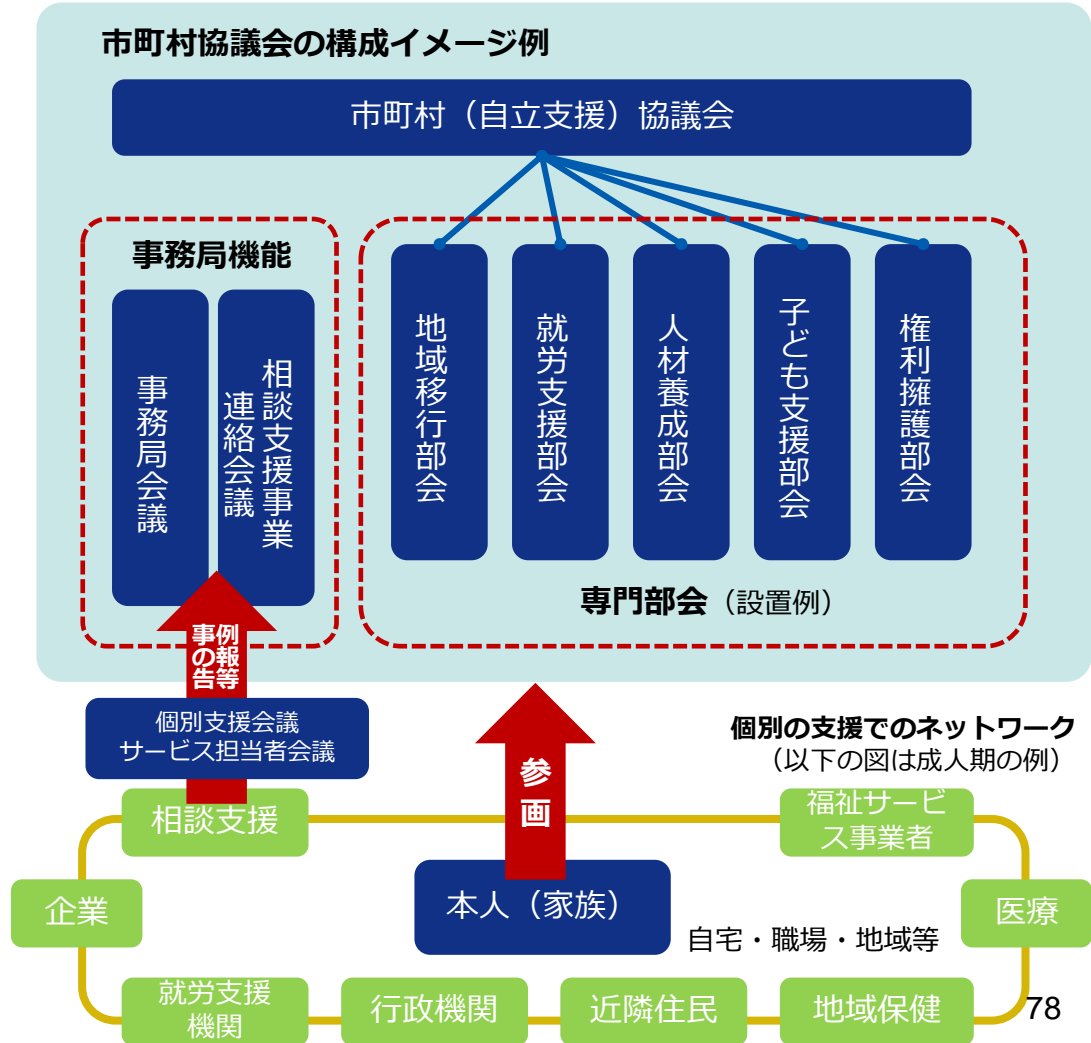 市町村協議会の構成イメージ例
市町村（自立支援）協議会
事務局機能
事務局会議
相談支援事業
連絡会議
地域移行部会
就労支援部会
人材養成部会
子ども支援部会
権利擁護部会
専門部会（設置例）
事例
の報
告等
個別支援会議
サービス担当者会議
参画
個別の支援でのネットワーク
（以下の図は成人期の例）
相談支援
福祉サービ
ス事業者
企業
本人（家族）
医療
自宅・職場・地域等
就労支援
機関
行政機関
近隣住民
地域保健
78